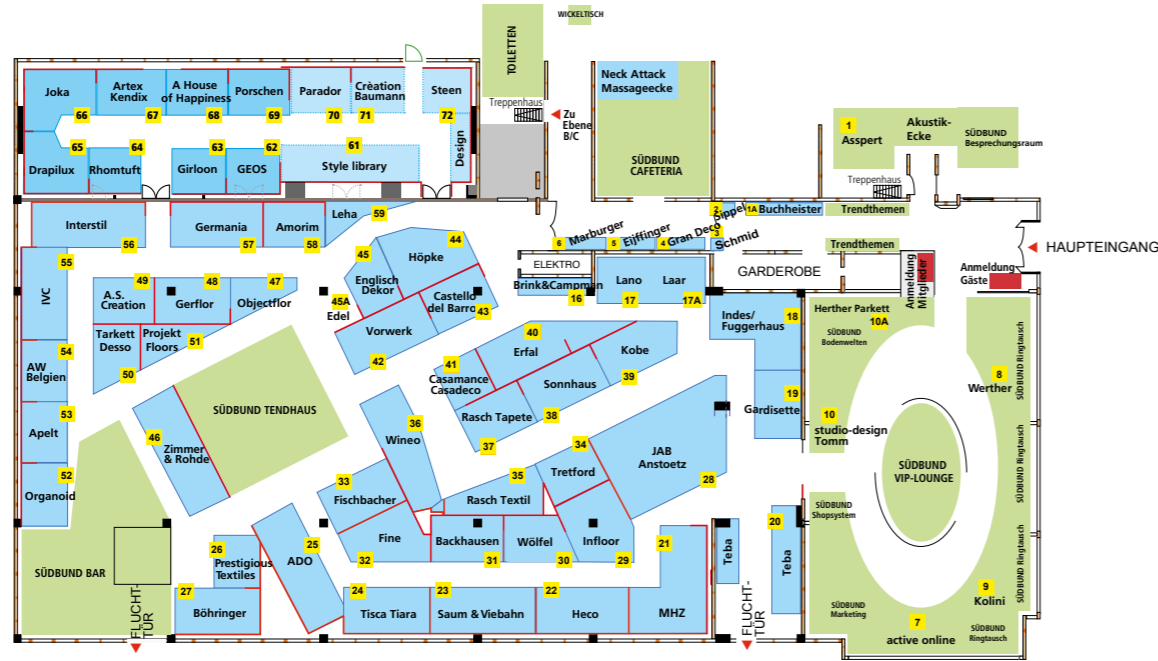 WICKELTISCH
TOILETTEN
Treppenhaus
Zu
Ebene
B/C
Neck Attack
Massageecke
SÜDBUND
CAFETERIA
1
Asspert
Akustik-
Ecke
SÜDBUND
Besprechungsraum
Treppenhaus
Joka
66
Artex
Kendix
67
A House
of Happiness
68
Porschen
69
Parador
70
Crèation
Baumann
71
Steen
72
Design
65
Drapilux
64
Rhomtuft
63
Girloon
62
GEOS
61
Style library
Interstil
56
Germania
57
Amorim
58
Leha
59
6
Marburger
5
Eijffinger
4
Gran Deco
2
Pippel
3
Schmid
1A
Buchheister
Trendthemen
Trendthemen
HAUPTEINGANG
ELEKTRO
GARDEROBE
Anmeldung
Mitglieder
Anmeldung
Gäste
Brink&Campman
16
Lano
17
Laar
17A
Indes/
Fuggerhaus
18
19
Gardisette
55
IVC
54
AW
Belgien
53
Apelt
52
Organoid
49
A.S.
Creation
48
Gerflor
47
Objectflor
Tarkett
Desso
50
Projekt
Floors
51
45
Englisch
Dekor
44
Höpke
45A
Edel
Castello
del Barro
43
Vorwerk
42
41
Casamance
Casadeco
40
Erfal
Kobe
39
Sonnhaus
38
Rasch Tapete
37
SÜDBUND TENDHAUS
46
Zimmer
& Rohde
36
Wineo
33
Fischbacher
Fine
32
35
Rasch Textil
34
Tretford
JAB
Anstoetz
28
Backhausen
31
Wölfel
30
Infloor
29
21
MHZ
22
Heco
23
Saum & Viebahn
24
Tisca Tiara
25
ADO
26
Prestigious
Textiles
27
Böhringer
SÜDBUND BAR
FLUCHT-
TÜR
FLUCHT-
TÜR
Teba
20
Teba
Herther Parkett
10A
SÜDBUND
Bodenwelten
10
studio-design
Tomm
8
Werther
SÜDBUND
VIP-LOUNGE
SÜDBUND Ringtausch
SÜDBUND Ringtausch
SÜDBUND Ringtausch
SÜDBUND
Shopsystem
SÜDBUND
Marketing
7
active online
9
Kolini
SÜDBUND
Ringtausch